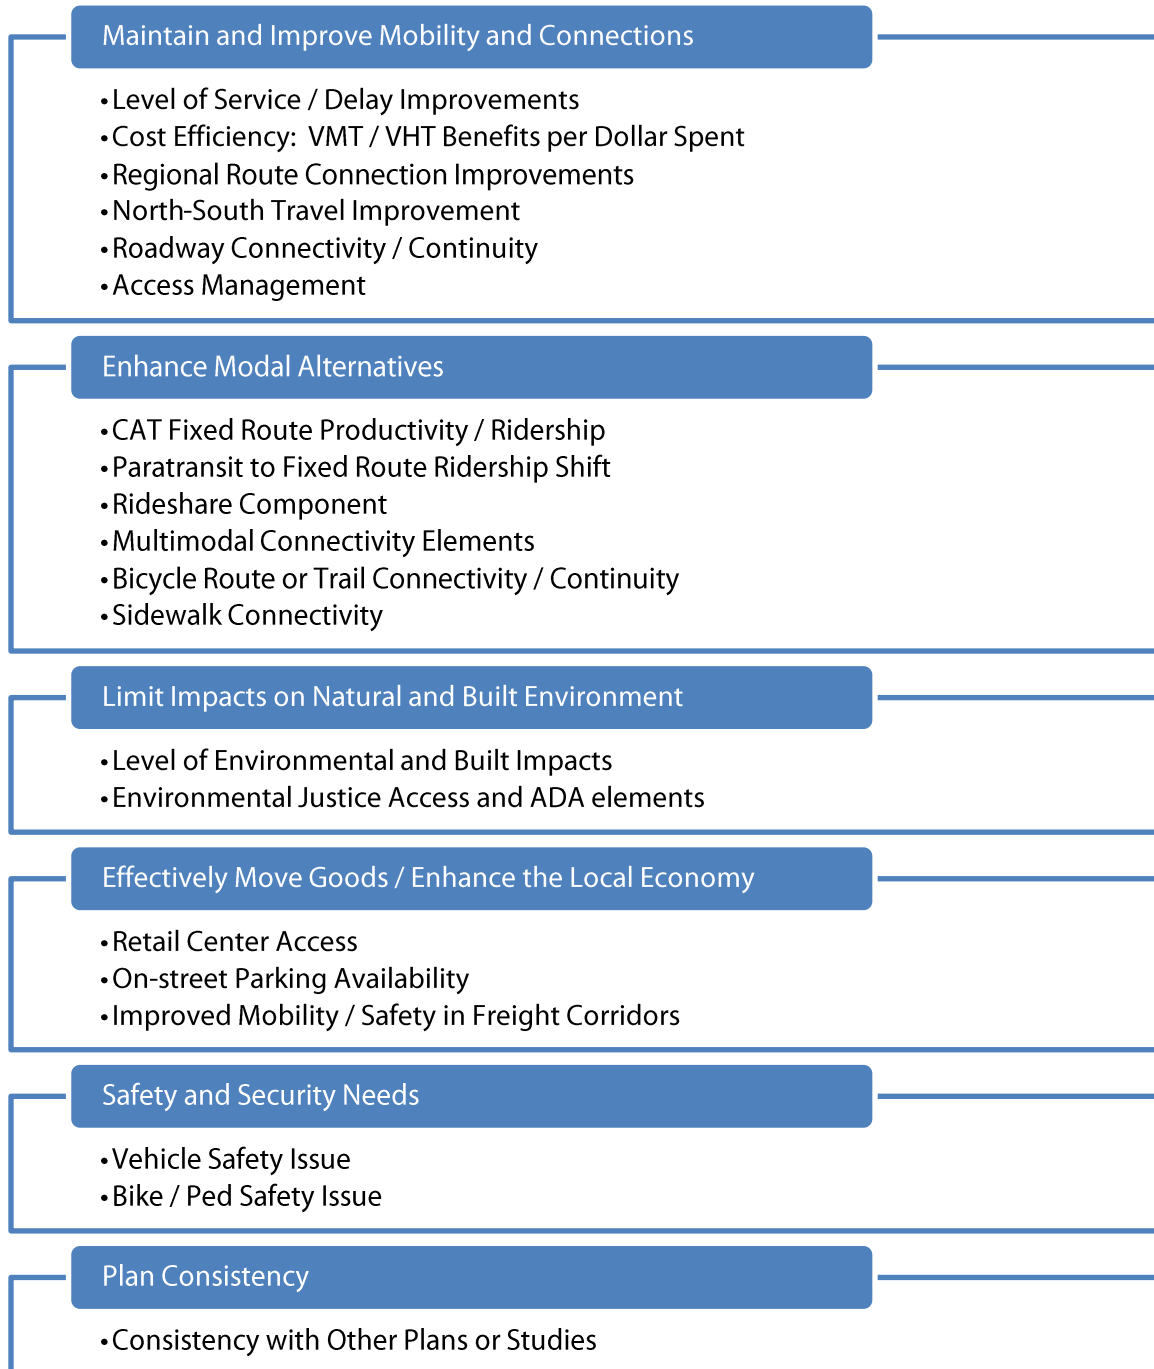 Maintain and Improve Mobility and Connections
•Level of Service / Delay Improvements
•Cost Efficiency:  VMT / VHT Benefits per Dollar Spent
•Regional Route Connection Improvements
•North-South Travel Improvement
•Roadway Connectivity / Continuity
•Access Management
Enhance Modal Alternatives
•CAT Fixed Route Productivity / Ridership
•Paratransit to Fixed Route Ridership Shift
•Rideshare Component
•Multimodal Connectivity Elements
•Bicycle Route or Trail Connectivity / Continuity
•Sidewalk Connectivity
Limit Impacts on Natural and Built Environment
•Level of Environmental and Built Impacts
•Environmental Justice Access and ADA elements
Effectively Move Goods / Enhance the Local Economy
•Retail Center Access
•On-street Parking Availability
•Improved Mobility / Safety in Freight Corridors
Safety and Security Needs
•Vehicle Safety Issue
•Bike / Ped Safety Issue
Plan Consistency
•Consistency with Other Plans or Studies